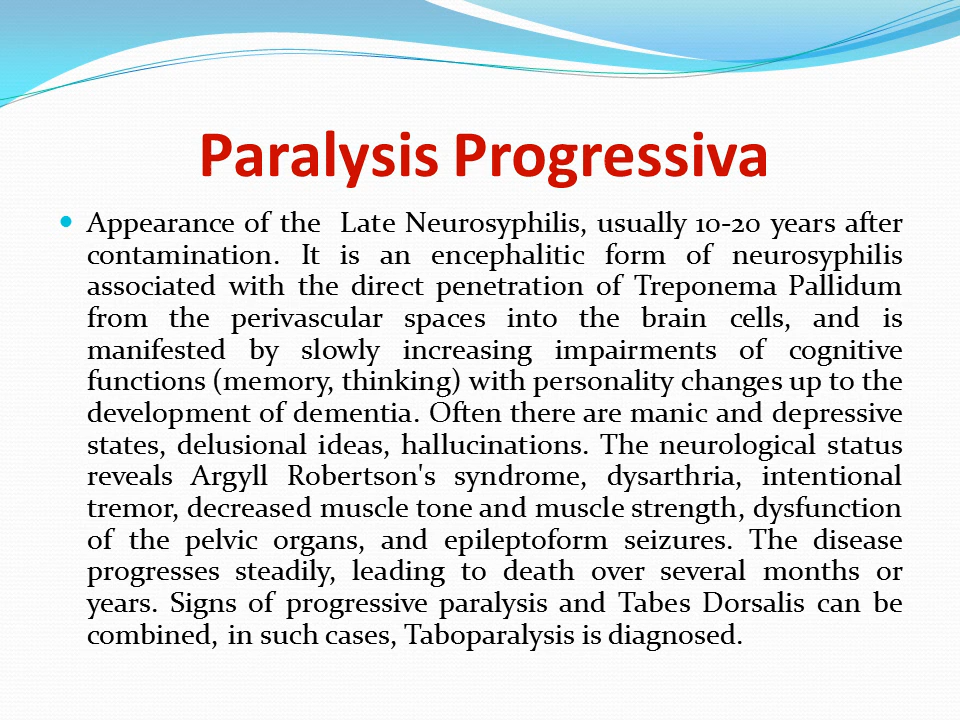 Paralysis Progressiva
• Appearance of the Late Neurosyphilis, usually 10-20 years after
contamination. It is an encephalitic form of neurosyphilis
associated with the direct penetration of Treponema Pallidum
from the perivascular spaces into the brain cells, and is
manifested by slowly increasing impairments of cognitive
functions (memory, thinking) with personality changes up to the
development of dementia. Often there are manic and depressive
states, delusional ideas, hallucinations. The neurological status
reveals Argyll Robertson's syndrome, dysarthria, intentional
tremor, decreased muscle tone and muscle strength, dysfunction
of the pelvic organs, and epileptoform seizures. The disease
progresses steadily, leading to death over several months or
years. Signs of progressive paralysis and Tabes Dorsalis can be
combined, in such cases, Taboparalysis is diagnosed.